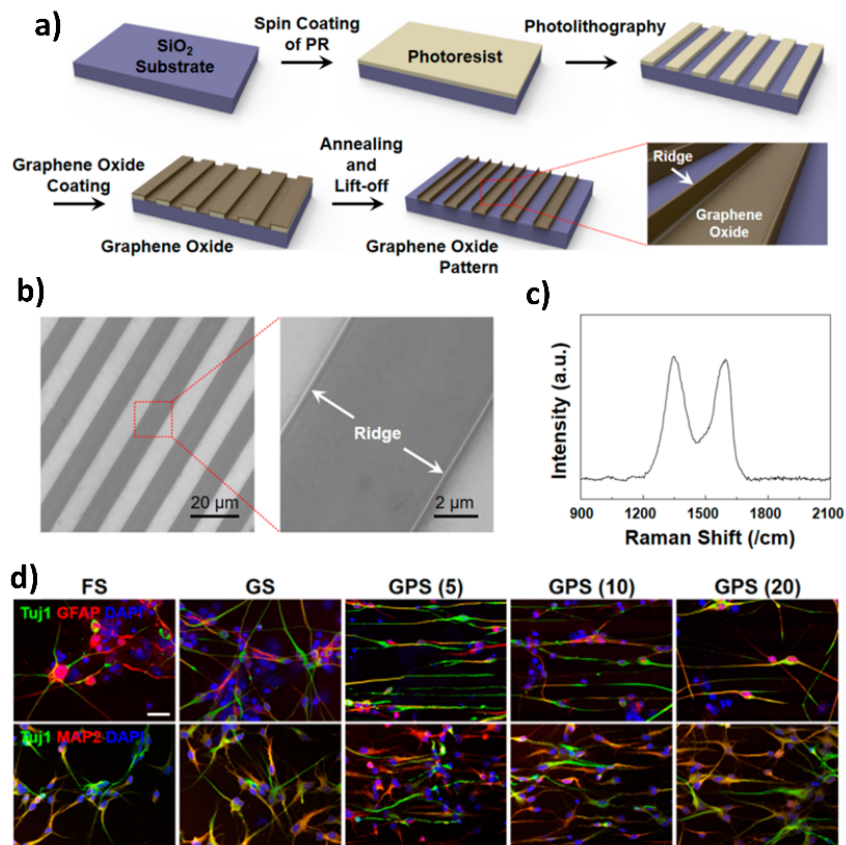 a)
SiO2
Substrate
Spin Coating
of PR
Photoresist
Photolithography
Graphene Oxide
Coating
Graphene Oxide
Annealing
and
Lift-off
Graphene Oxide
Pattern
Ridge
Graphene
Oxide
b)
20 µm
Ridge
2 µm
c)
Intensity (a.u.)
900 1200 1500 1800 2100
Raman Shift (/cm)
d)
FS GS GPS (5) GPS (10) GPS (20)
Tuj1 GFAP DAPI
Tuj1 MAP2 DAPI